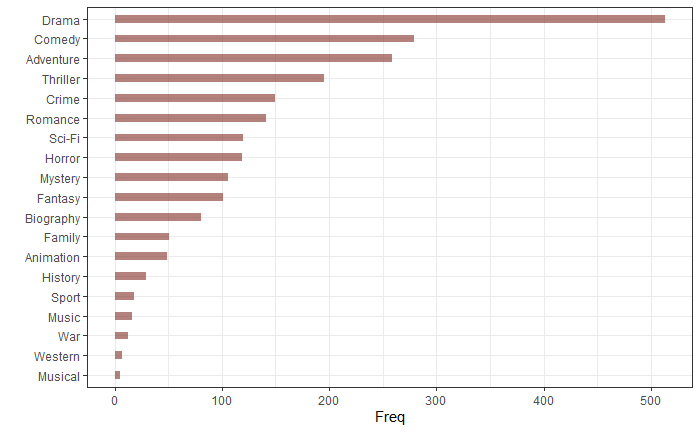 Drama
Comedy
Adventure
Thriller
Crime
Romance
Sci-Fi
Horror
Mystery
Fantasy
Biography
Family
Animation
History
Sport
Music
War
Western
Musical
0 100 200 300 400 500
Freq